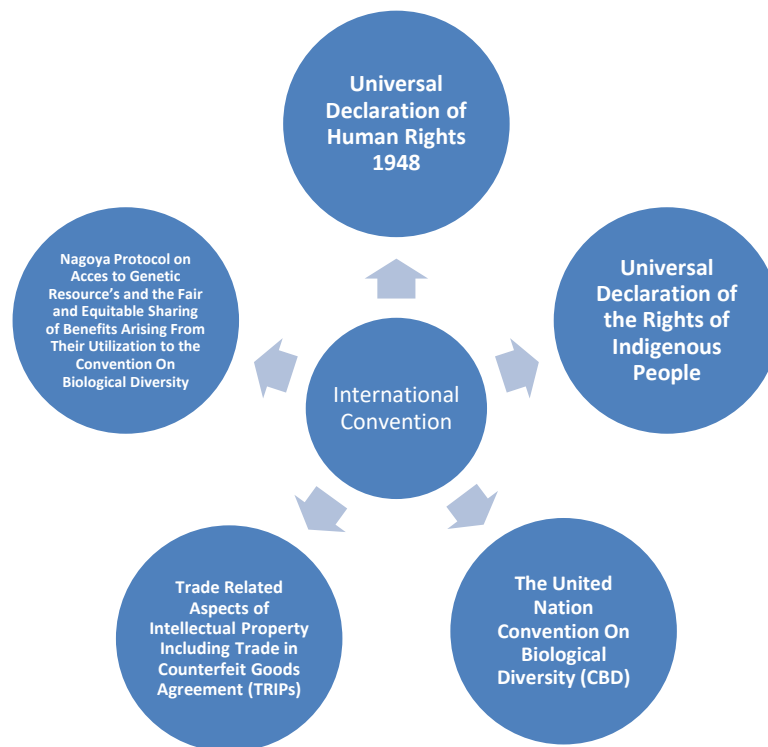 Universal
Declaration of
Human Rights
1948
Universal
Declaration of
the Rights of
Indigenous
People
The United
Nation
Convention On
Biological
Diversity (CBD)
Trade Related
Aspects of
Intellectual Property
Including Trade in
Counterfeit Goods
Agreement (TRIPs)
Nagoya Protocol on
Acces to Genetic
Resource's and the Fair
and Equitable Sharing
of Benefits Arising From
Their Utilization to the
Convention On
Biological Diversity
International
Convention